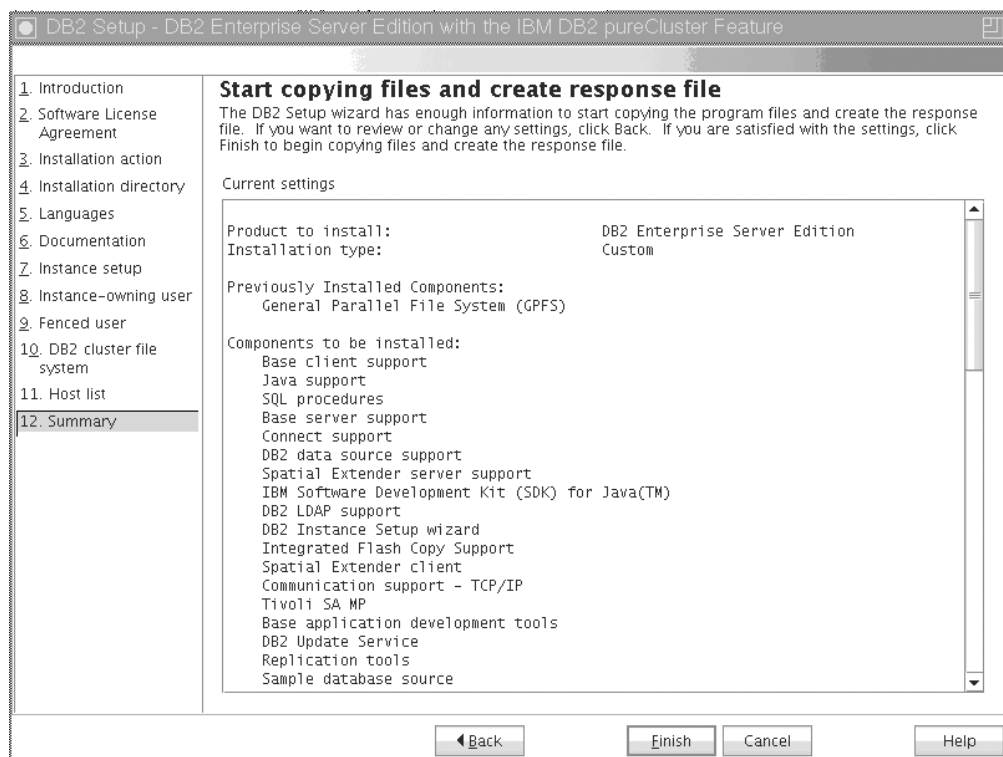 DB2 Setup - DB2 Enterprise Server Edition with the IBM DB2 pureCluster Feature
1. Introduction
2. Software License
Agreement
3. Installation action
4. Installation directory
5. Languages
6. Documentation
7. Instance setup
8. Instance-owning user
9. Fenced user
10. DB2 cluster file
system
11. Host list
12. Summary
Start copying files and create response file
The DB2 Setup wizard has enough information to start copying the program files and create the response
file. If you want to review or change any settings, click Back. If you are satisfied with the settings, click
Finish to begin copying files and create the response file.
Current settings
Product to install: DB2 Enterprise Server Edition
Installation type: Custom
Previously Installed Components:
General Parallel File System (GPFS)
Components to be installed:
Base client support
Java support
SQL procedures
Base server support
Connect support
DB2 data source support
Spatial Extender server support
IBM Software Development Kit (SDK) for Java(TM)
DB2 LDAP support
DB2 Instance Setup wizard
Integrated Flash Copy Support
Spatial Extender client
Communication support - TCP/IP
Tivoli SA MP
Base application development tools
DB2 Update Service
Replication tools
Sample database source
Back
Finish
Cancel
Help